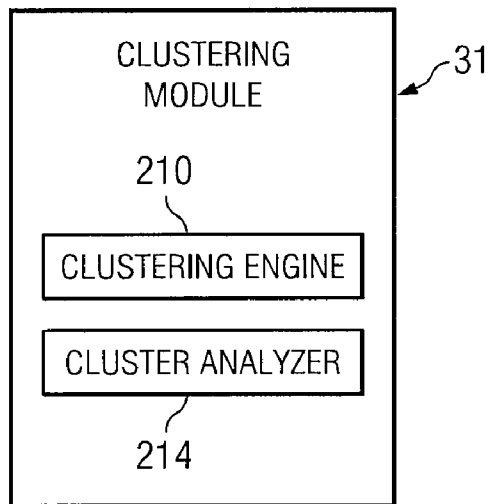 CLUSTERING
MODULE
31
210
CLUSTERING ENGINE
CLUSTER ANALYZER
214